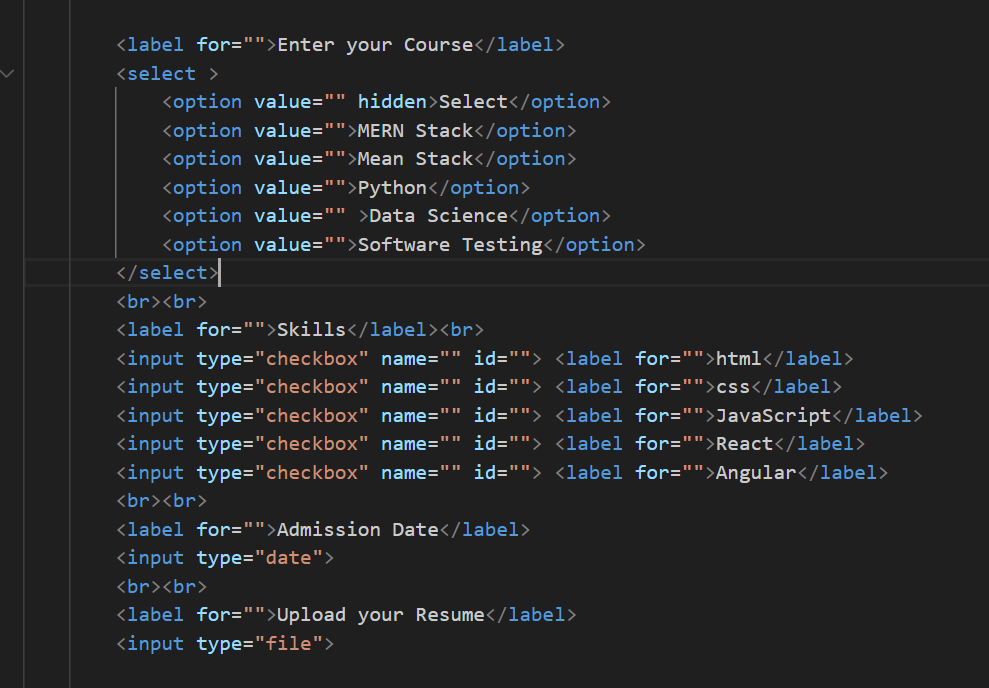 <label for="">Enter your Course</label>
<select >
<option value="" hidden>Select</option>
<option value="">MERN Stack</option>
<option value="">Mean Stack</option>
<option value="">Python</option>
<option value="" >Data Science</option>
<option value="">Software Testing</option>
</select>
<br><br>
<label for="">Skills</label><br>
<input type="checkbox" name="" id=""> <label for="">html</label>
<input type="checkbox" name="" id=""> <label for="">css</label>
<input type="checkbox" name="" id=""> <label for="">JavaScript</label>
<input type="checkbox" name="" id=""> <label for="">React</label>
<input type="checkbox" name="" id=""> <label for="">Angular</label>
<br><br>
<label for="">Admission Date</label>
<input type="date">
<br><br>
<label for="">Upload your Resume</label>
<input type="file">